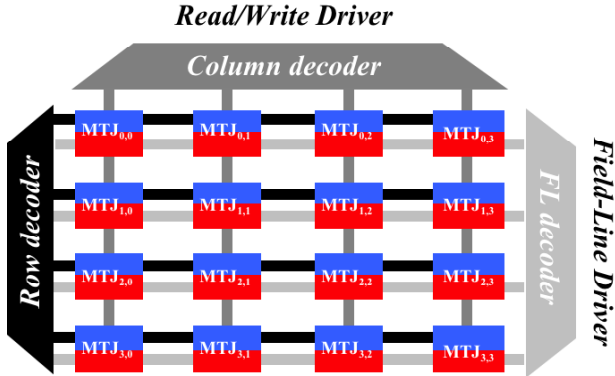 Read/Write Driver
Column decoder
Row decoder
MTJ0,0 MTJ0,1 MTJ0,2 MTJ0,3
MTJ1,0 MTJ1,1 MTJ1,2 MTJ1,3
MTJ2,0 MTJ2,1 MTJ2,2 MTJ2,3
MTJ3,0 MTJ3,1 MTJ3,2 MTJ3,3
FL decoder
Field-Line Driver